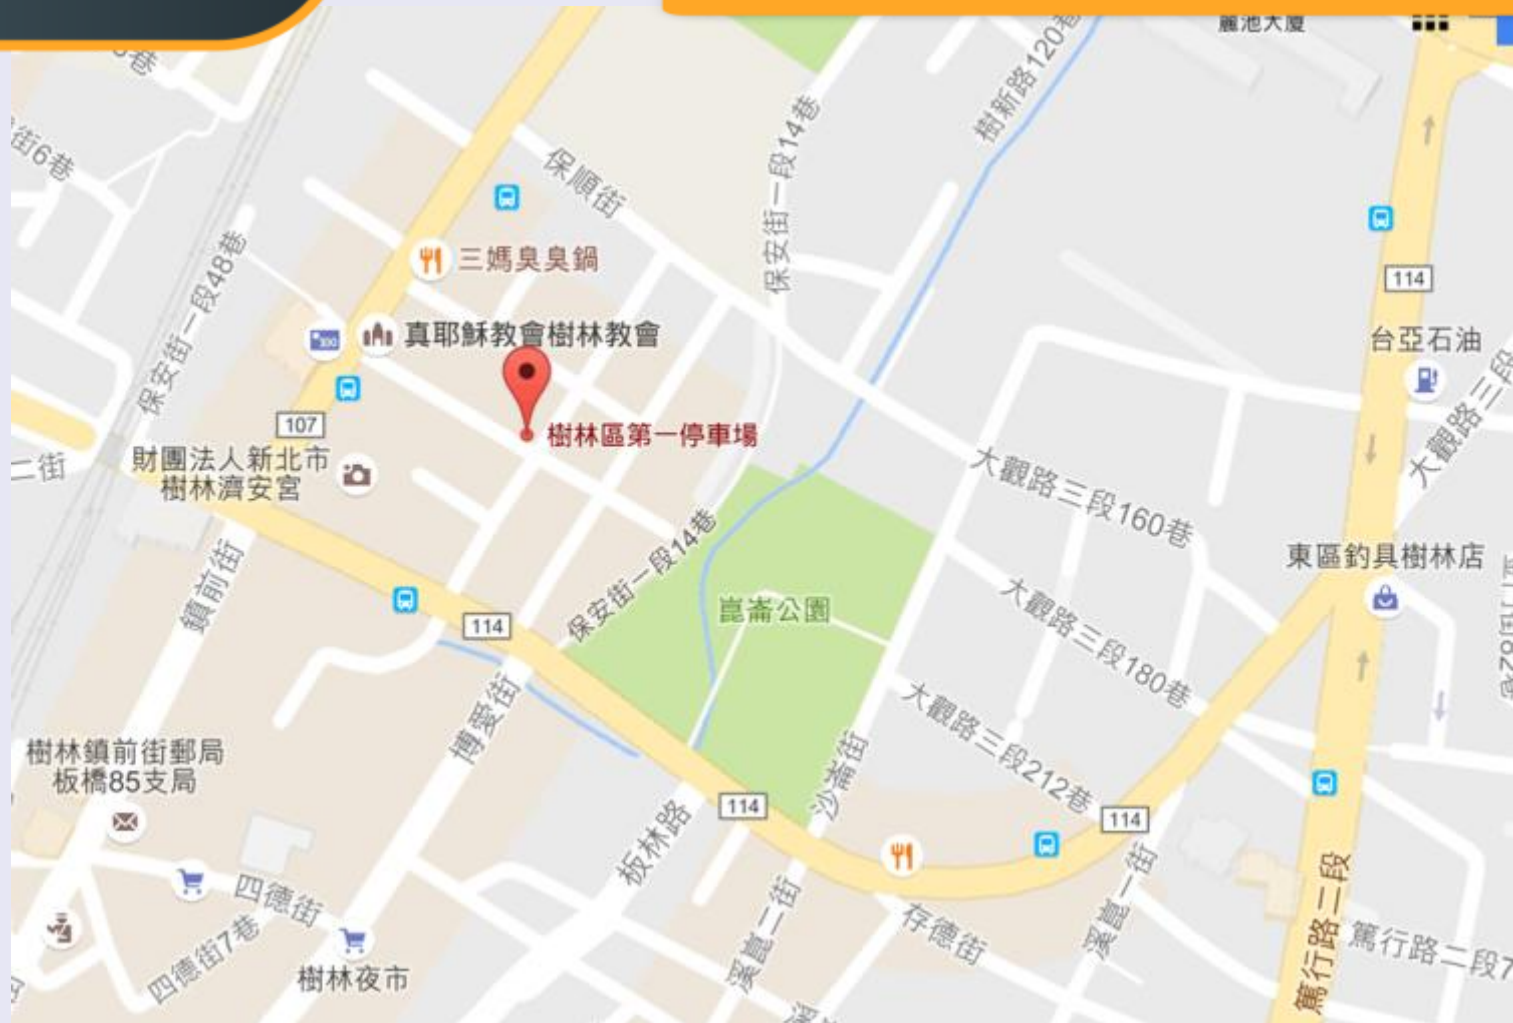 麗池大廈
樹新路120巷
街6巷
保安街一段14巷
保順街
三媽臭臭鍋
保安街一段48巷
114
真耶穌教會樹林教會
300
台亞石油
大觀路三段
107
樹林區第一停車場
二街
財團法人新北市
樹林濟安宮
大觀路三段160巷
東區釣具樹林店
鎮前街
保安街一段14巷
114
崑崙公園
大觀路三段180巷
博愛街
大觀路三段212巷
沙崙街
樹林鎮前街郵局
板橋85支局
114
114
板林路
四德街
四德街7巷
樹林夜市
溪崑二街
存德街
溪崑一街
篤行路二段
篤行路二段7